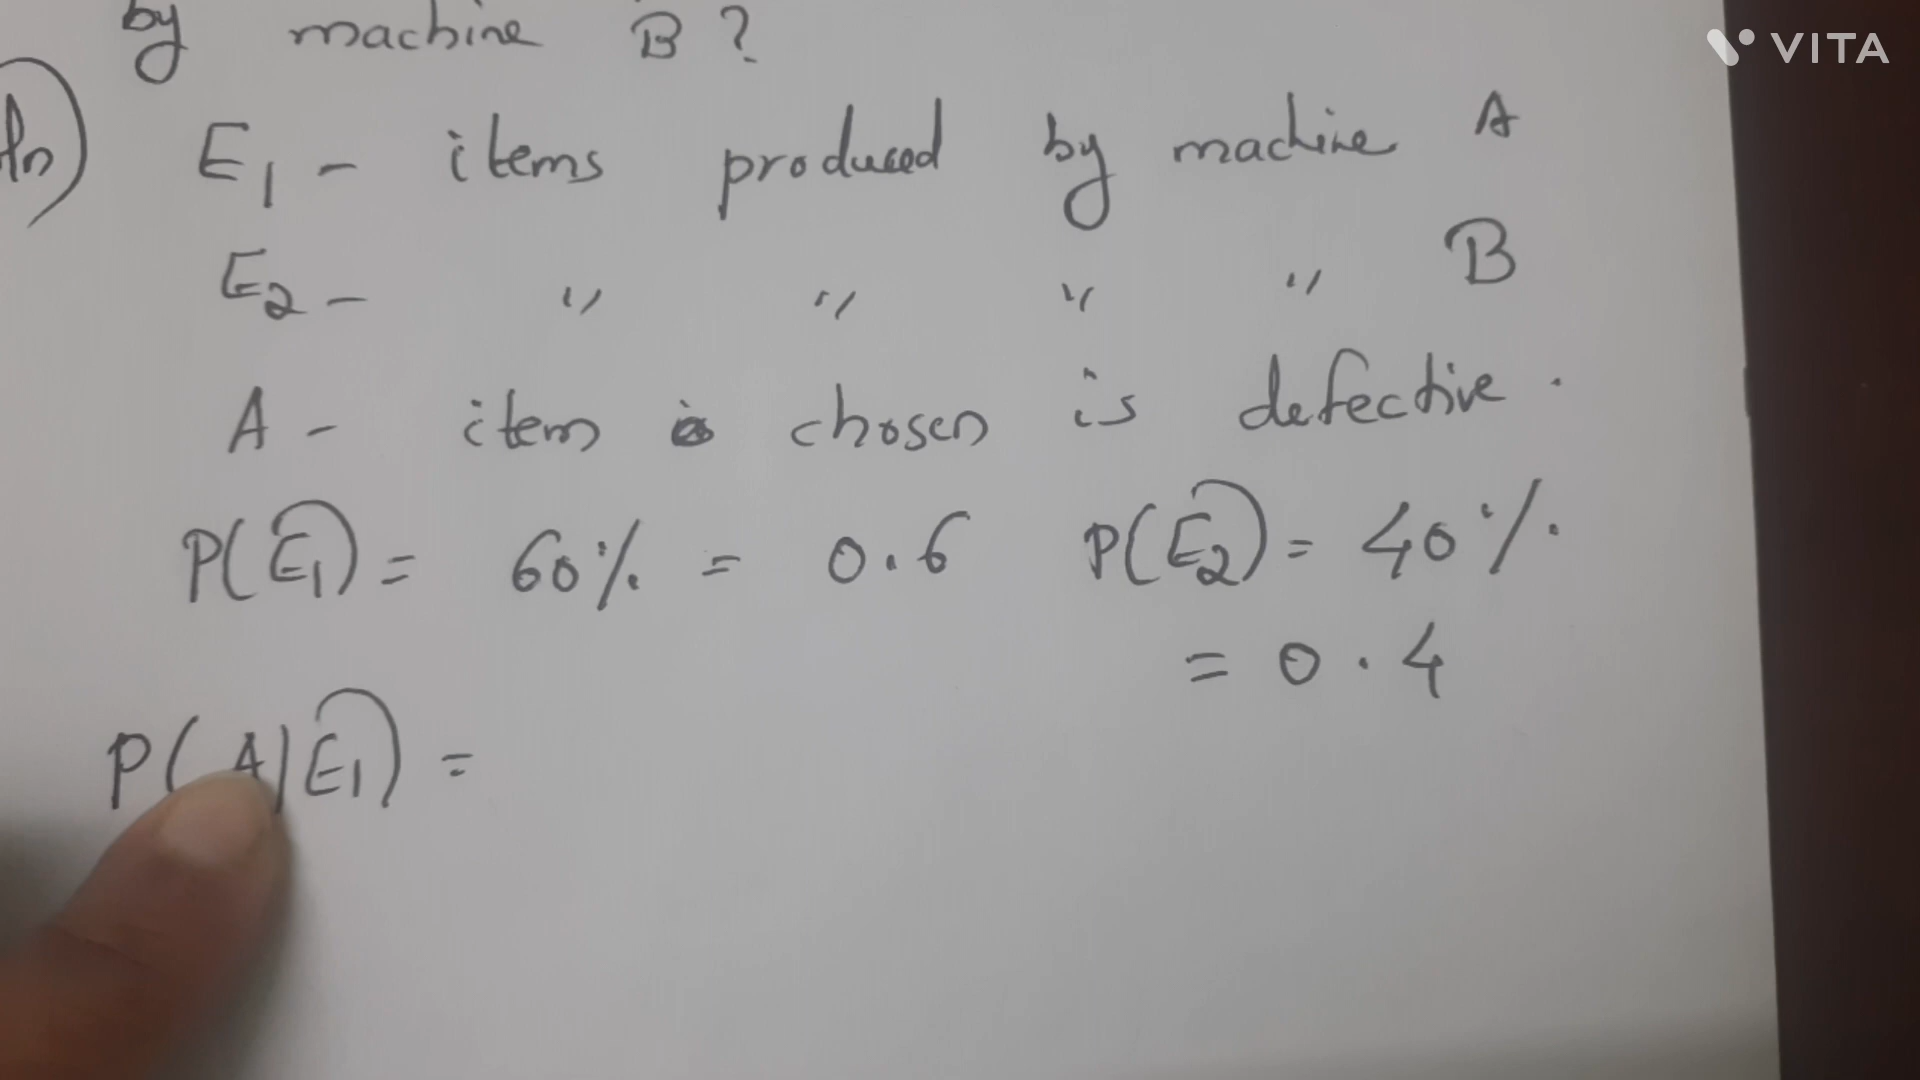 by machine B?
VITA
E1 - items produced by machine A
E2 - " " " " B
A - item chosen is defective.
P(E1) = 60% = 0.6 P(E2) = 40%.
= 0.4
P(A|E1) =